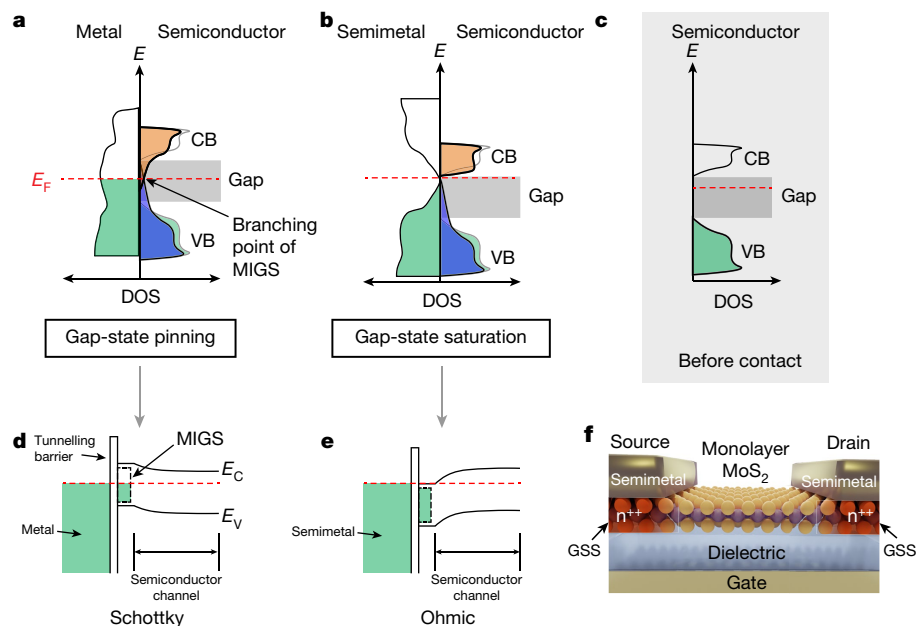 a
Metal Semiconductor
E
CB
E_F
Gap
Branching
point of
MIGS
VB
DOS
Gap-state pinning
b
Semimetal Semiconductor
E
CB
Gap
VB
DOS
Gap-state saturation
c
Semiconductor
E
CB
Gap
VB
DOS
Before contact
d
Tunnelling
barrier
MIGS
E_C
E_V
Metal
Semiconductor
channel
Schottky
e
Semimetal
Semiconductor
channel
Ohmic
f
Source
Monolayer
MoS₂
Drain
Semimetal
Semimetal
n⁺⁺
n⁺⁺
GSS
GSS
Dielectric
Gate